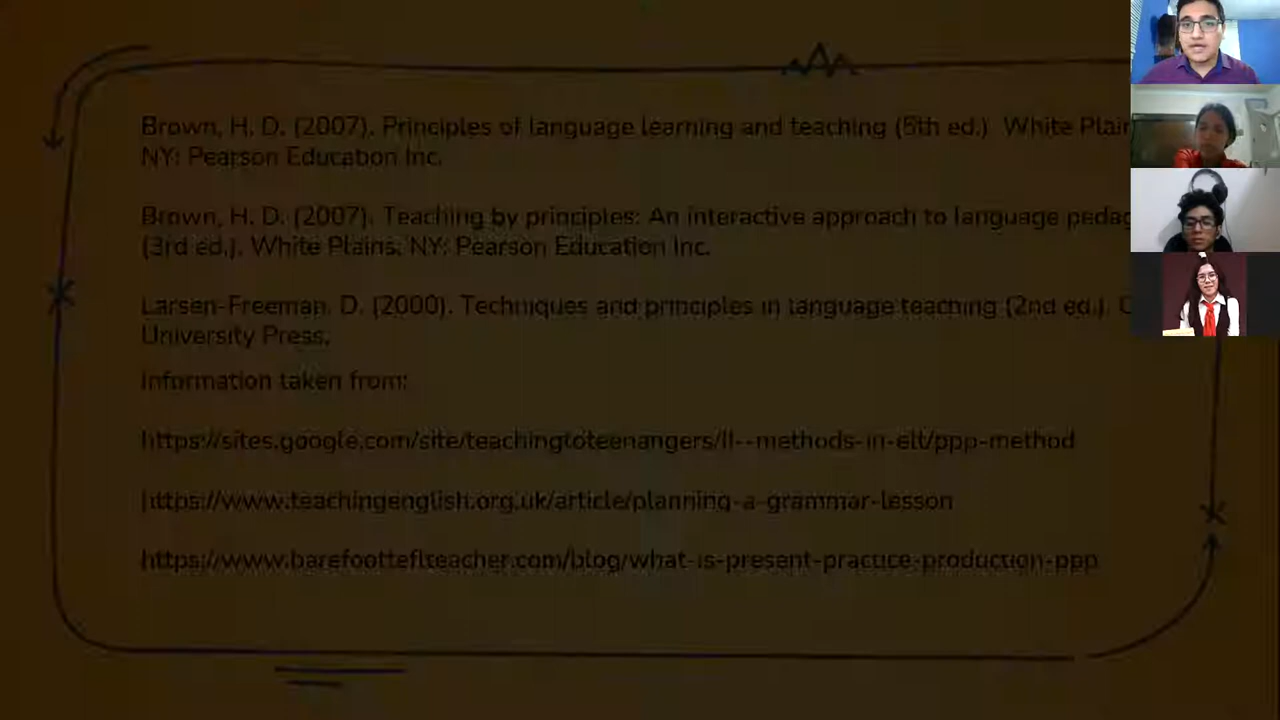 Brown, H. D. (2007). Principles of language learning and teaching (5th ed.) White
NY: Pearson Education Inc.
Brown, H. D. (2007). Teaching by principles: An interactive approach to language
(3rd ed.). White Plains, NY: Pearson Education Inc.
Larsen-Freeman, D. (2000). Techniques and principles in language teaching (2nd ed.).
University Press.
Information taken from:
https://sites.google.com/site/teachingtoteenangers/ii--methods-in-elt/ppp-method
https://www.teachingenglish.org.uk/article/planning-a-grammar-lesson
https://www.barefootteflteacher.com/blog/what-is-present-practice-production-ppp